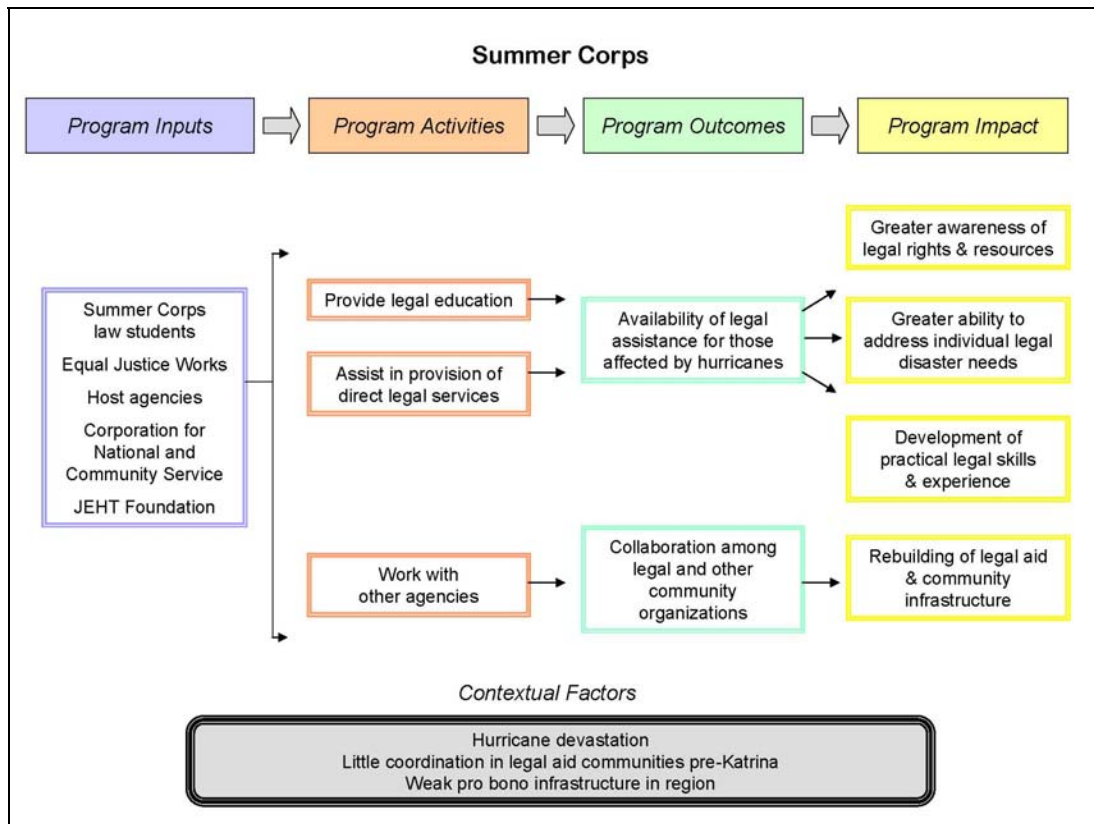 Summer Corps
Program Inputs
Program Activities
Program Outcomes
Program Impact
Summer Corps
law students
Equal Justice Works
Host agencies
Corporation for
National and
Community Service
JEHT Foundation
Provide legal education
Assist in provision of
direct legal services
Work with
other agencies
Availability of legal
assistance for those
affected by hurricanes
Collaboration among
legal and other
community
organizations
Greater awareness of
legal rights & resources
Greater ability to
address individual legal
disaster needs
Development of
practical legal skills
& experience
Rebuilding of legal aid
& community
infrastructure
Contextual Factors
Hurricane devastation
Little coordination in legal aid communities pre-Katrina
Weak pro bono infrastructure in region